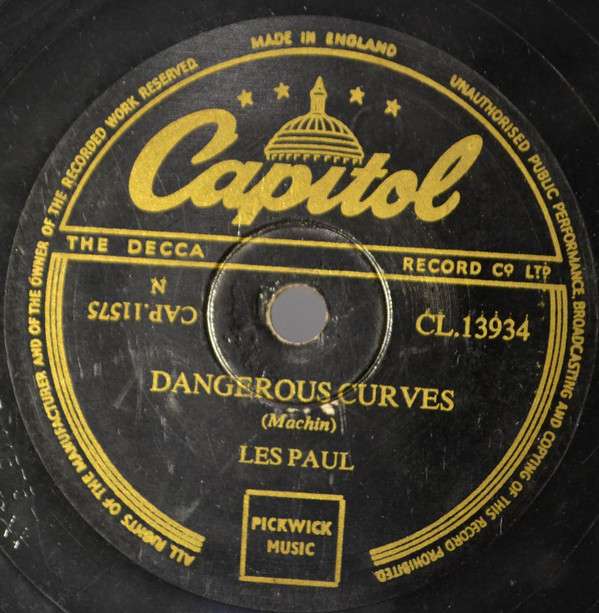 MADE IN ENGLAND
ALL RIGHTS OF THE MANUFACTURER AND OF THE OWNER OF THE RECORDED WORK RESERVED.
UNAUTHORISED PUBLIC PERFORMANCE, BROADCASTING AND COPYING OF THIS RECORD PROHIBITED.
Capitol
THE DECCA RECORD Cº LTD
N
CAP.11575
CL.13934
DANGEROUS CURVES
(Machin)
LES PAUL
PICKWICK
MUSIC